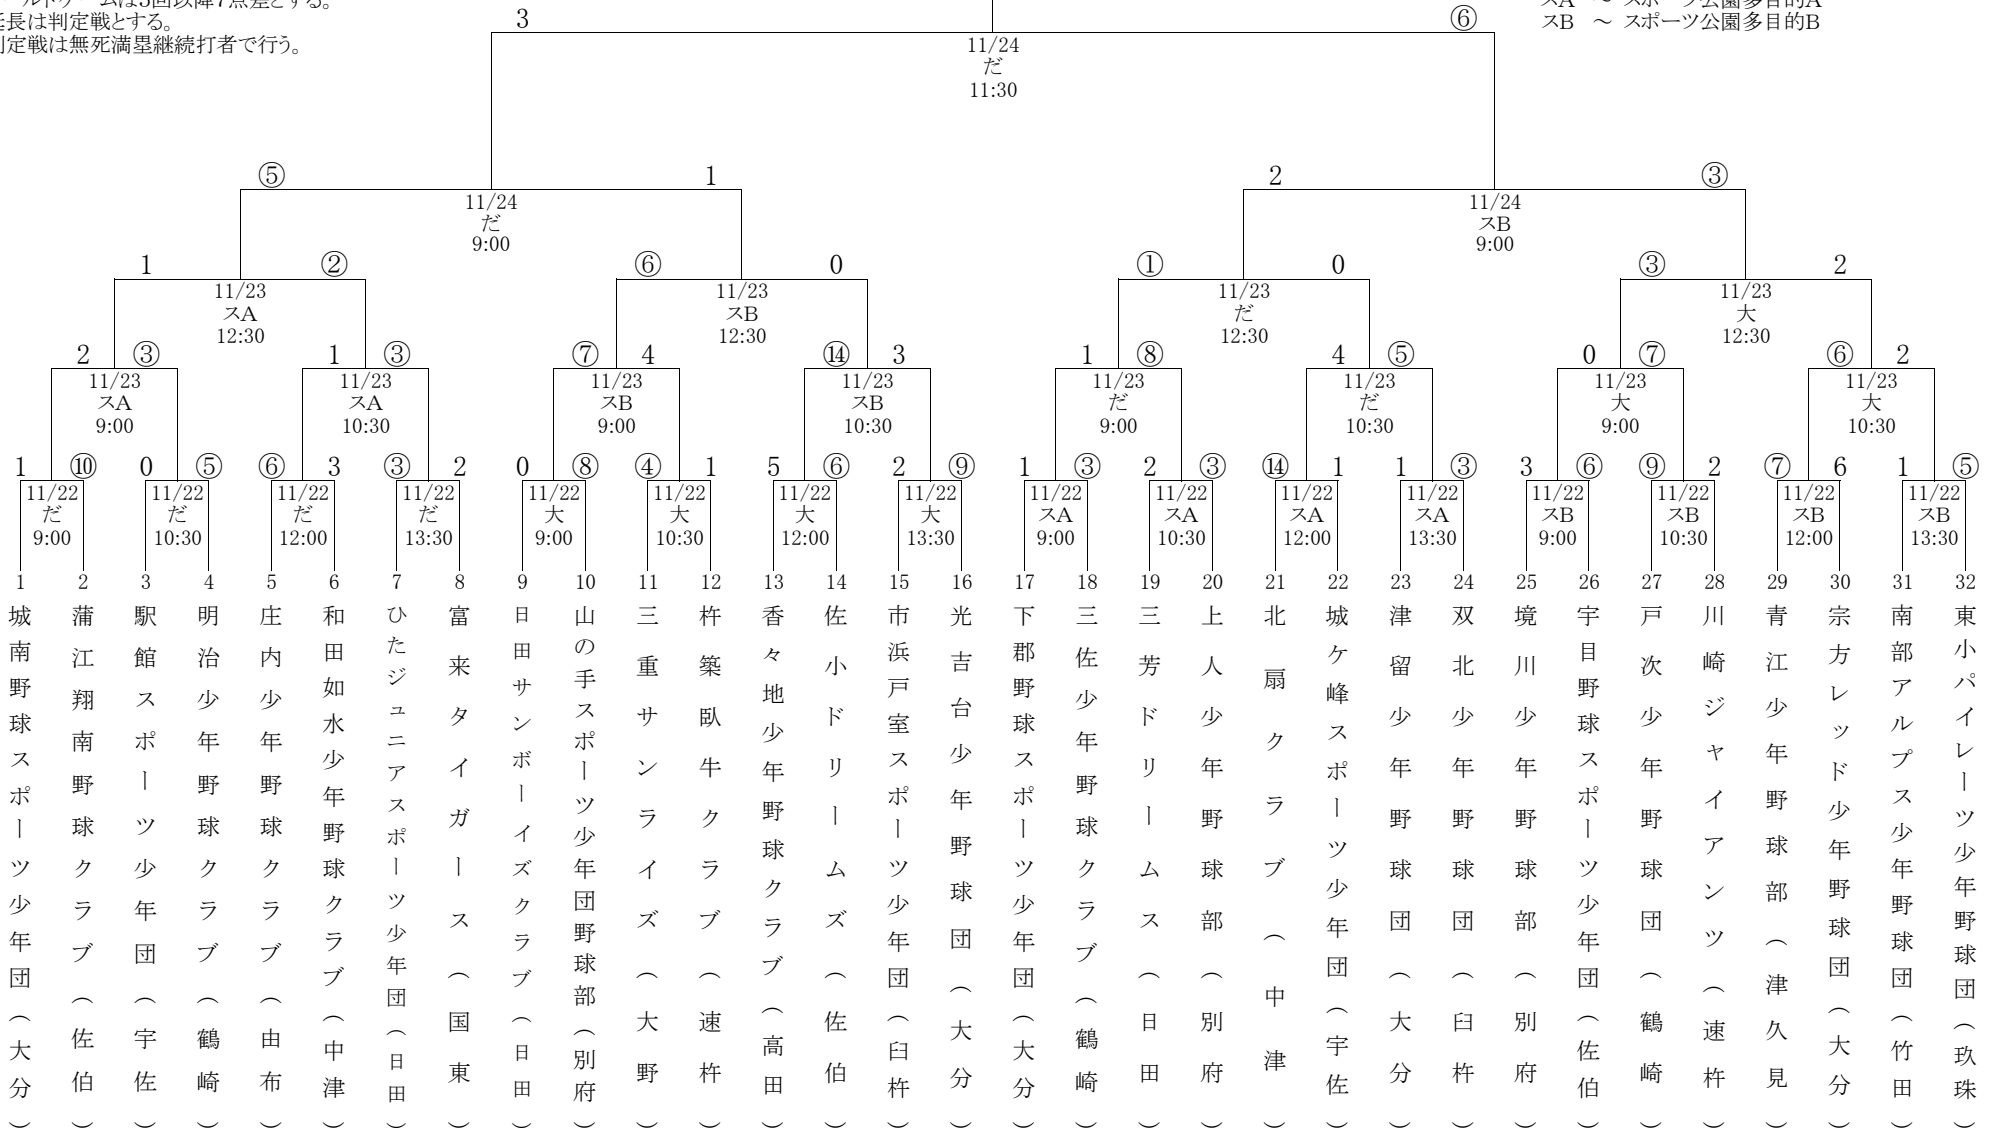 延長は判定戦とする。
判定戦は無死満塁継続打者で行う。
スA ～ スポーツ公園多目的A
スB ～ スポーツ公園多目的B
3 ⑥
11/24
だ
11:30
⑤ 1 2 ③
11/24 11/24
だ スB
9:00 9:00
1 ② ⑥ 0 ① 0 ③ 2
11/23 11/23 11/23 11/23
スA スB だ 大
12:30 12:30 12:30 12:30
2 ③ 1 ③ ⑦ 4 ⑭ 3 1 ⑧ 4 ⑤ 0 ⑦ ⑥ 2
11/23 11/23 11/23 11/23 11/23 11/23 11/23 11/23
スA スA スB スB だ だ 大 大
9:00 10:30 9:00 10:30 9:00 10:30 9:00 10:30
1 ⑩ 0 ⑤ ⑥ 3 ③ 2 0 ⑧ ④ 1 5 ⑥ 2 ⑨ 1 ③ 2 ③ ⑭ 1 1 ③ 3 ⑥ ⑨ 2 ⑦ 6 1 ⑤
11/22 11/22 11/22 11/22 11/22 11/22 11/22 11/22 11/22 11/22 11/22 11/22 11/22 11/22 11/22 11/22
だ だ だ だ 大 大 大 大 スA スA スA スA スB スB スB スB
9:00 10:30 12:00 13:30 9:00 10:30 12:00 13:30 9:00 10:30 12:00 13:30 9:00 10:30 12:00 13:30
1 2 3 4 5 6 7 8 9 10 11 12 13 14 15 16 17 18 19 20 21 22 23 24 25 26 27 28 29 30 31 32
城南野球スポーツ少年団（大分）
蒲江翔南野球クラブ（佐伯）
駅館スポーツ少年団（宇佐）
明治少年野球クラブ（鶴崎）
庄内少年野球クラブ（由布）
和田如水少年野球クラブ（中津）
ひたジュニアスポーツ少年団（日田）
富来タイガース（国東）
日田サンボーイズクラブ（日田）
山の手スポーツ少年団野球部（別府）
三重サンライズ（大野）
杵築臥牛クラブ（速杵）
香々地少年野球クラブ（高田）
佐小ドリームズ（佐伯）
市浜戸室スポーツ少年団（臼杵）
光吉台少年野球団（大分）
下郡野球スポーツ少年団（大分）
三佐少年野球クラブ（鶴崎）
三芳ドリームス（日田）
上人少年野球部（別府）
北扇クラブ（中津）
城ケ峰スポーツ少年団（宇佐）
津留少年野球団（大分）
双北少年野球団（臼杵）
境川少年野球部（別府）
宇目野球スポーツ少年団（佐伯）
戸次少年野球団（鶴崎）
川崎ジャイアンツ（速杵）
青江少年野球部（津久見）
宗方レッド少年野球団（大分）
南部アルプス少年野球団（竹田）
東小パイレーツ少年野球団（玖珠）